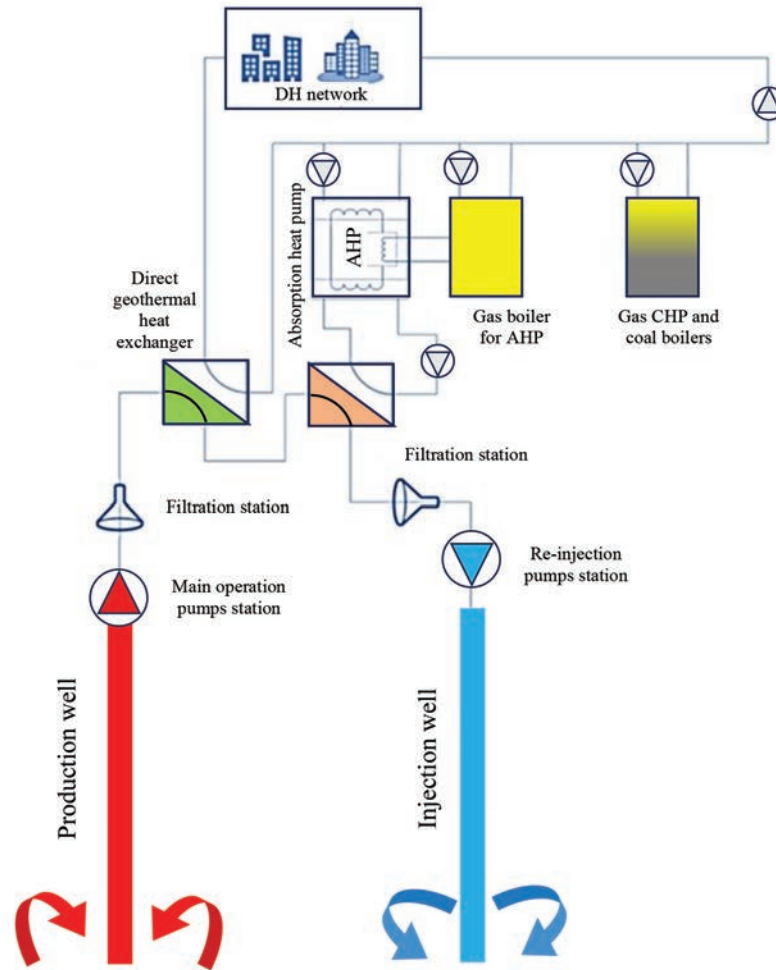 DH network
Absorption heat pump
AHP
Direct
geothermal
heat
exchanger
Gas boiler
for AHP
Gas CHP and
coal boilers
Filtration station
Filtration station
Re-injection
pumps station
Main operation
pumps station
Production well
Injection well